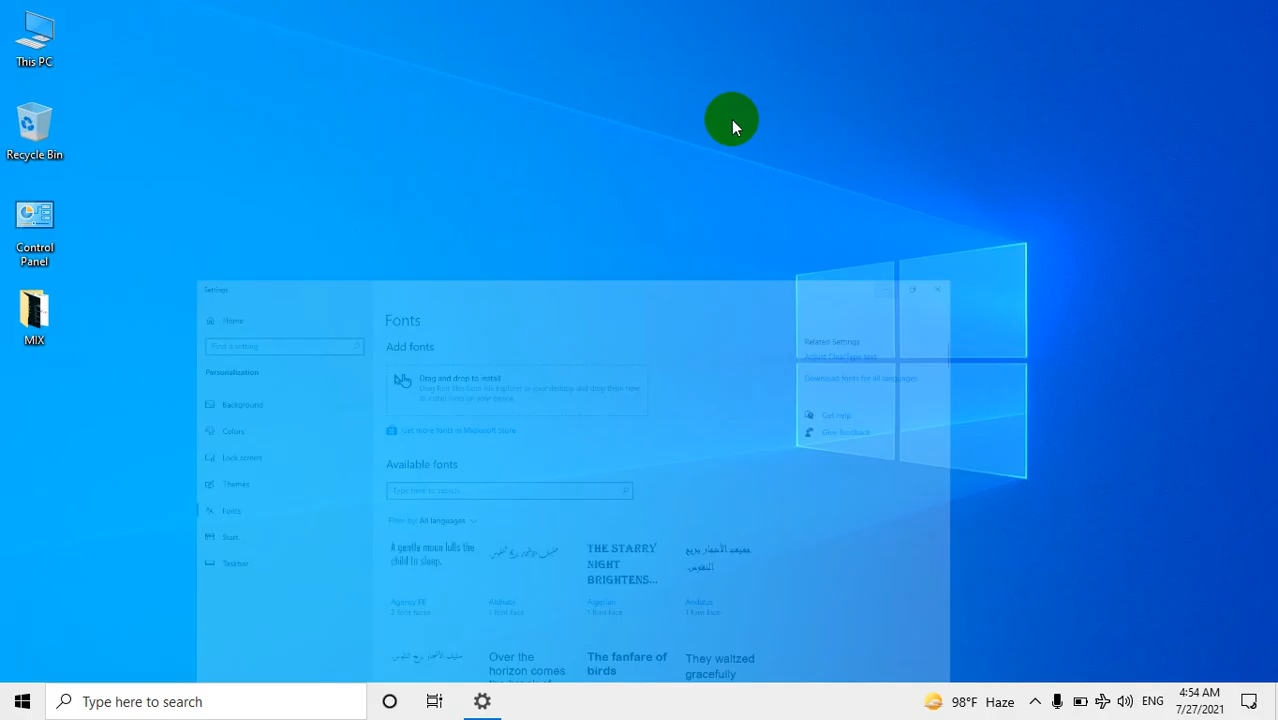 This PC
Recycle Bin
Control
Panel
MIX
Settings
Home
Find a setting
Personalization
Background
Colors
Lock screen
Themes
Fonts
Start
Taskbar
Fonts
Add fonts
Drag and drop to install
Drag font files from File Explorer or your desktop and drop them here
to install fonts on your device.
Get more fonts in Microsoft Store
Available fonts
Type here to search
Filter by: All languages
A gentle moon lulls the
child to sleep.
Agency FB
2 font faces
1 font face
THE STARRY
NIGHT
BRIGHTENS...
Algerian
1 font face
Andalus
1 font face
Over the
horizon comes
The fanfare of
birds
They waltzed
gracefully
Related Settings
Adjust ClearType text
Download fonts for all languages
Get help
Give feedback
Type here to search
98°F Haze
ENG
4:54 AM
7/27/2021